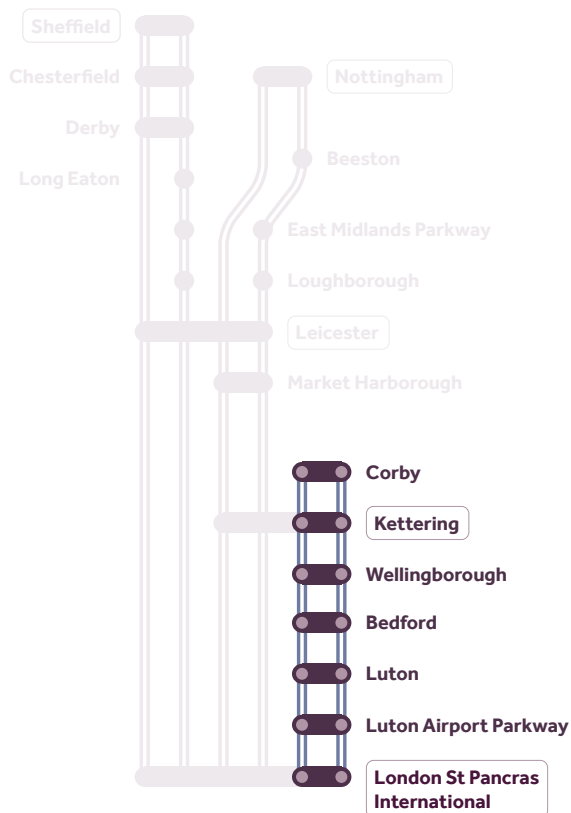 Sheffield
Chesterfield
Nottingham
Derby
Beeston
Long Eaton
East Midlands Parkway
Loughborough
Leicester
Market Harborough
Corby
Kettering
Wellingborough
Bedford
Luton
Luton Airport Parkway
London St Pancras
International